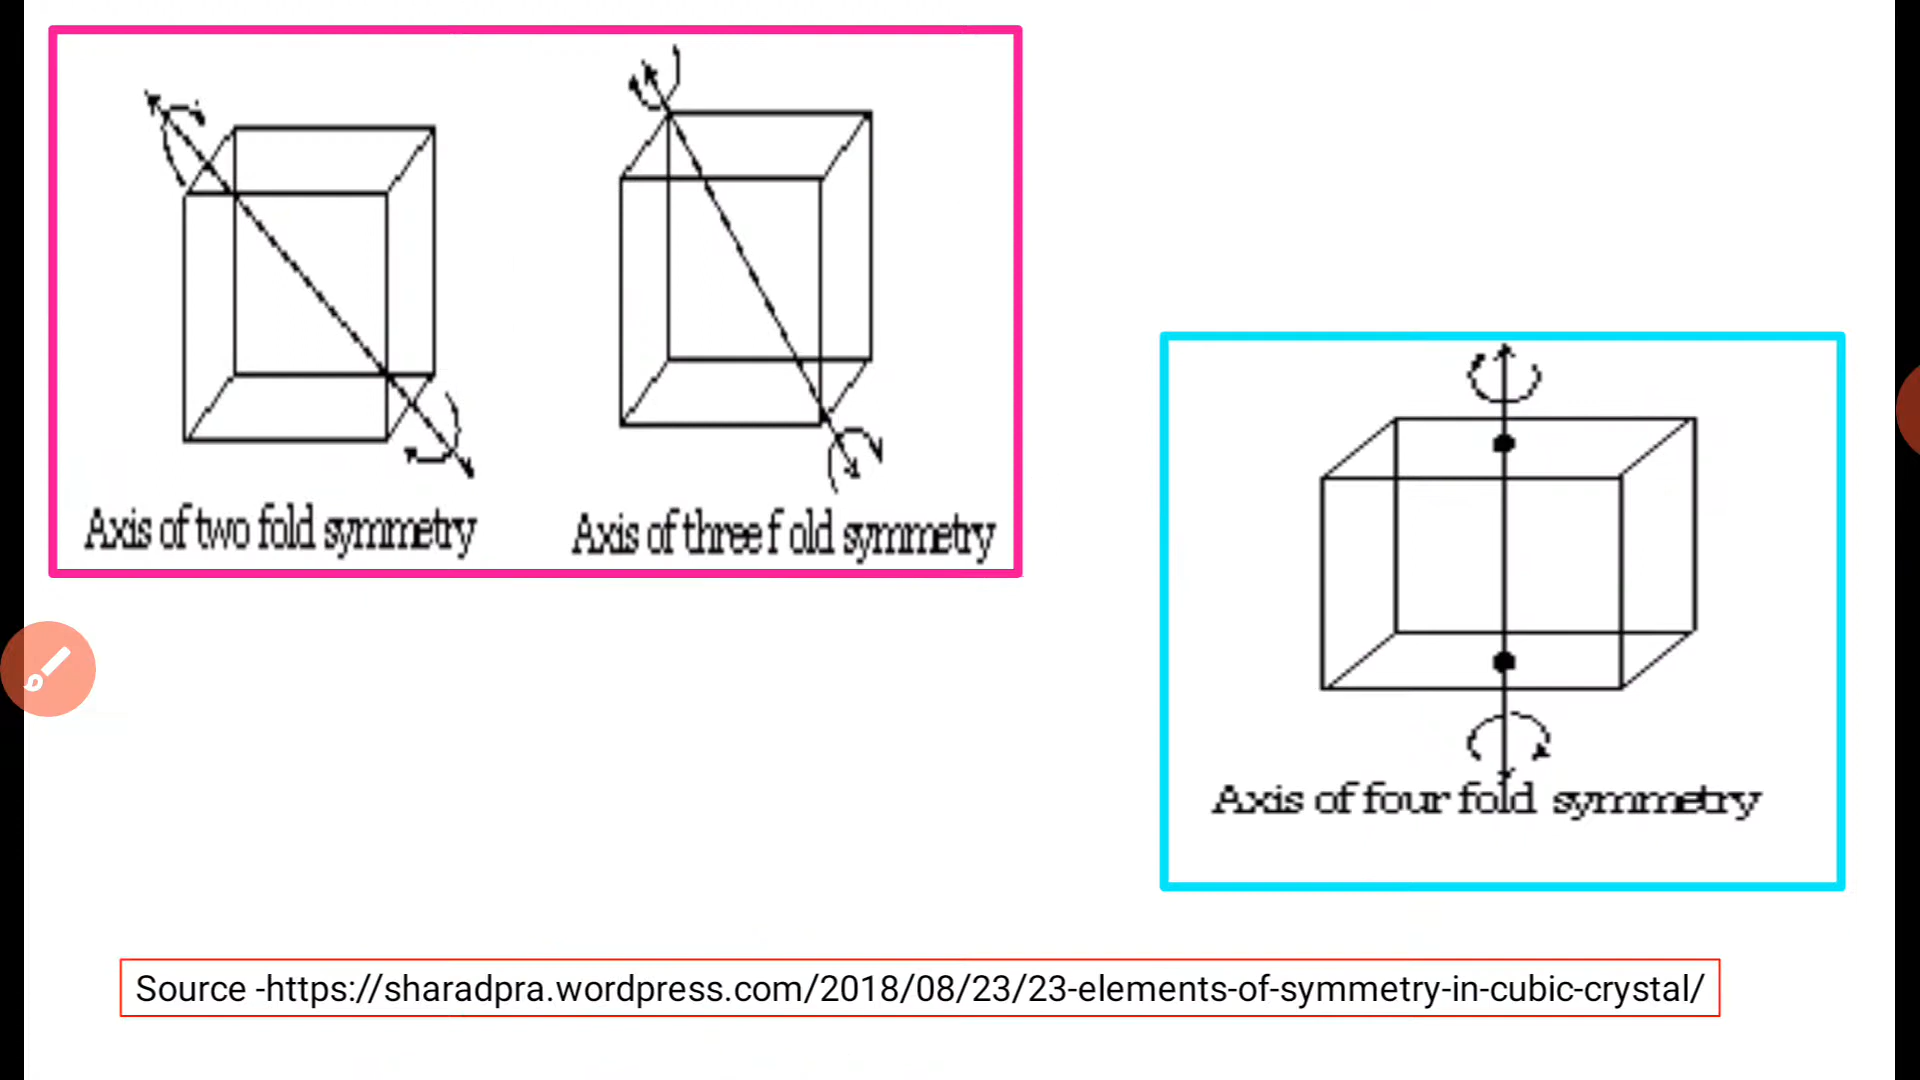 Axis of two fold symmetry
Axis of three f old symmetry
Axis of four fold symmetry
Source -https://sharadpra.wordpress.com/2018/08/23/23-elements-of-symmetry-in-cubic-crystal/